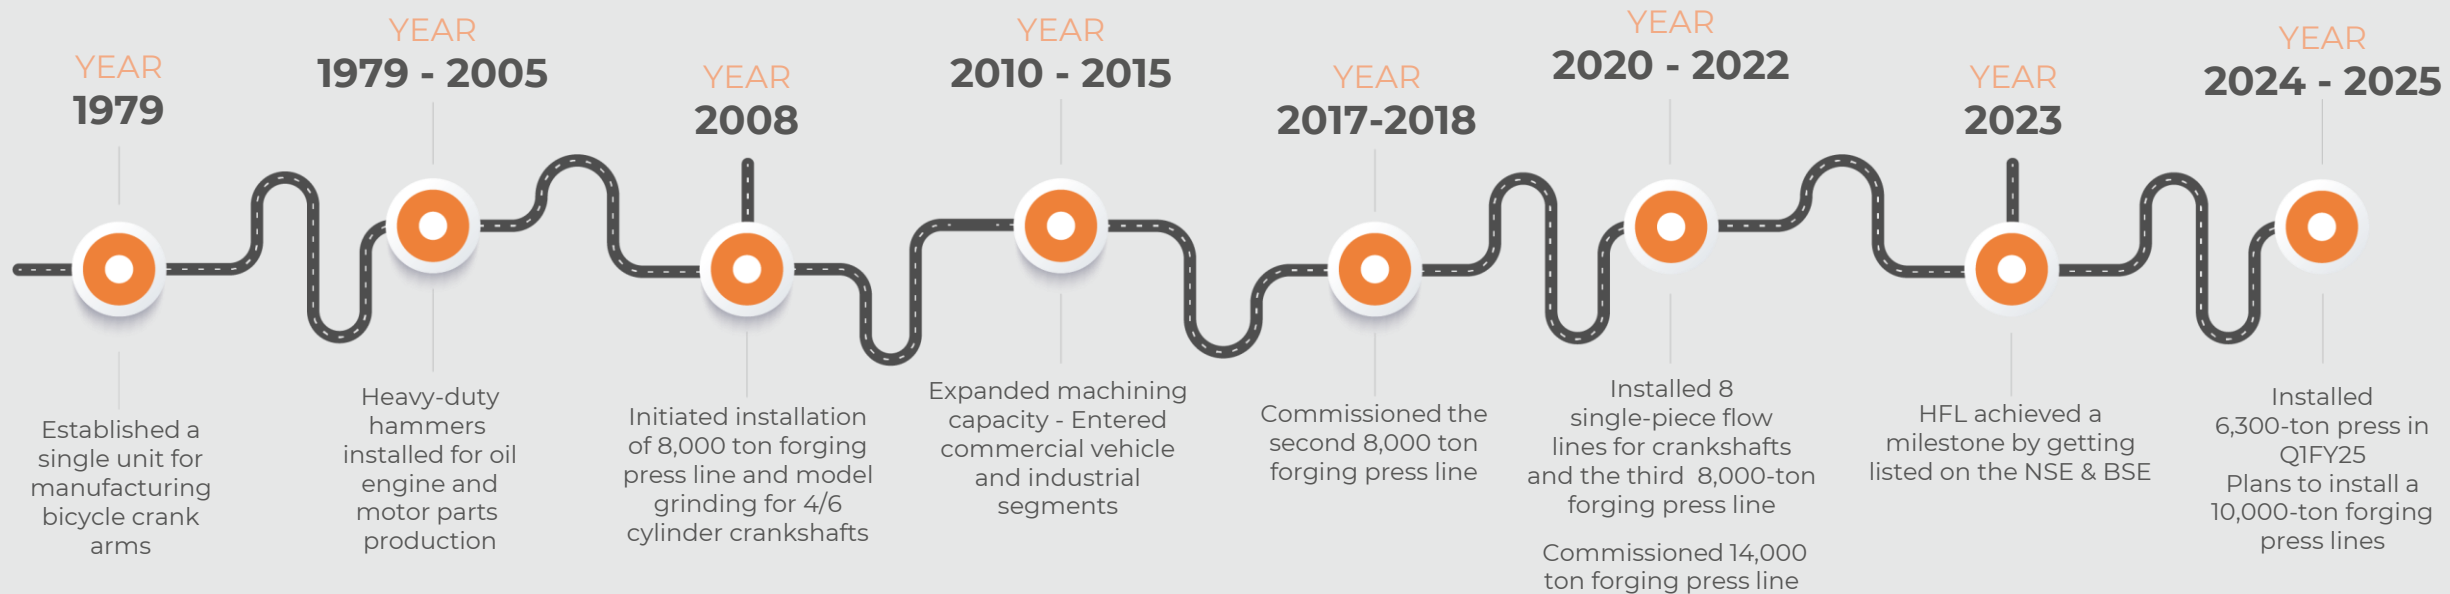 YEAR
1979
Established a
single unit for
manufacturing
bicycle crank
arms
YEAR
1979 - 2005
Heavy-duty
hammers
installed for oil
engine and
motor parts
production
YEAR
2008
Initiated installation
of 8,000 ton forging
press line and model
grinding for 4/6
cylinder crankshafts
YEAR
2010 - 2015
Expanded machining
capacity - Entered
commercial vehicle
and industrial
segments
YEAR
2017-2018
Commissioned the
second 8,000 ton
forging press line
YEAR
2020 - 2022
Installed 8
single-piece flow
lines for crankshafts
and the third 8,000-ton
forging press line
Commissioned 14,000
ton forging press line
YEAR
2023
HFL achieved a
milestone by getting
listed on the NSE & BSE
YEAR
2024 - 2025
Installed
6,300-ton press in
Q1FY25
Plans to install a
10,000-ton forging
press lines